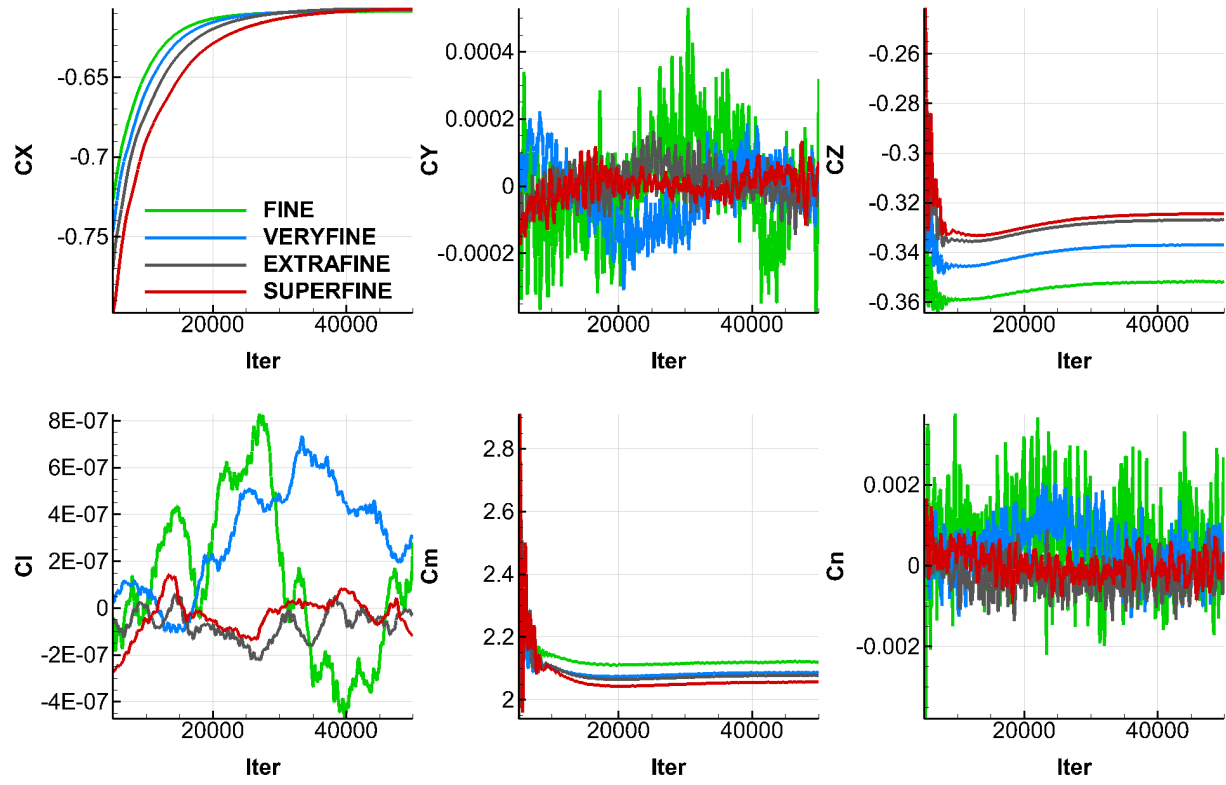 CX
-0.65
-0.7
-0.75
FINE
VERYFINE
EXTRAFINE
SUPERFINE
20000 40000
Iter
CY
0.0004
0.0002
0
-0.0002
20000 40000
Iter
CZ
-0.26
-0.28
-0.3
-0.32
-0.34
-0.36
20000 40000
Iter
Cl
8E-07
6E-07
4E-07
2E-07
0
-2E-07
-4E-07
20000 40000
Iter
Cm
2.8
2.6
2.4
2.2
2
20000 40000
Iter
Cn
0.002
0
-0.002
20000 40000
Iter